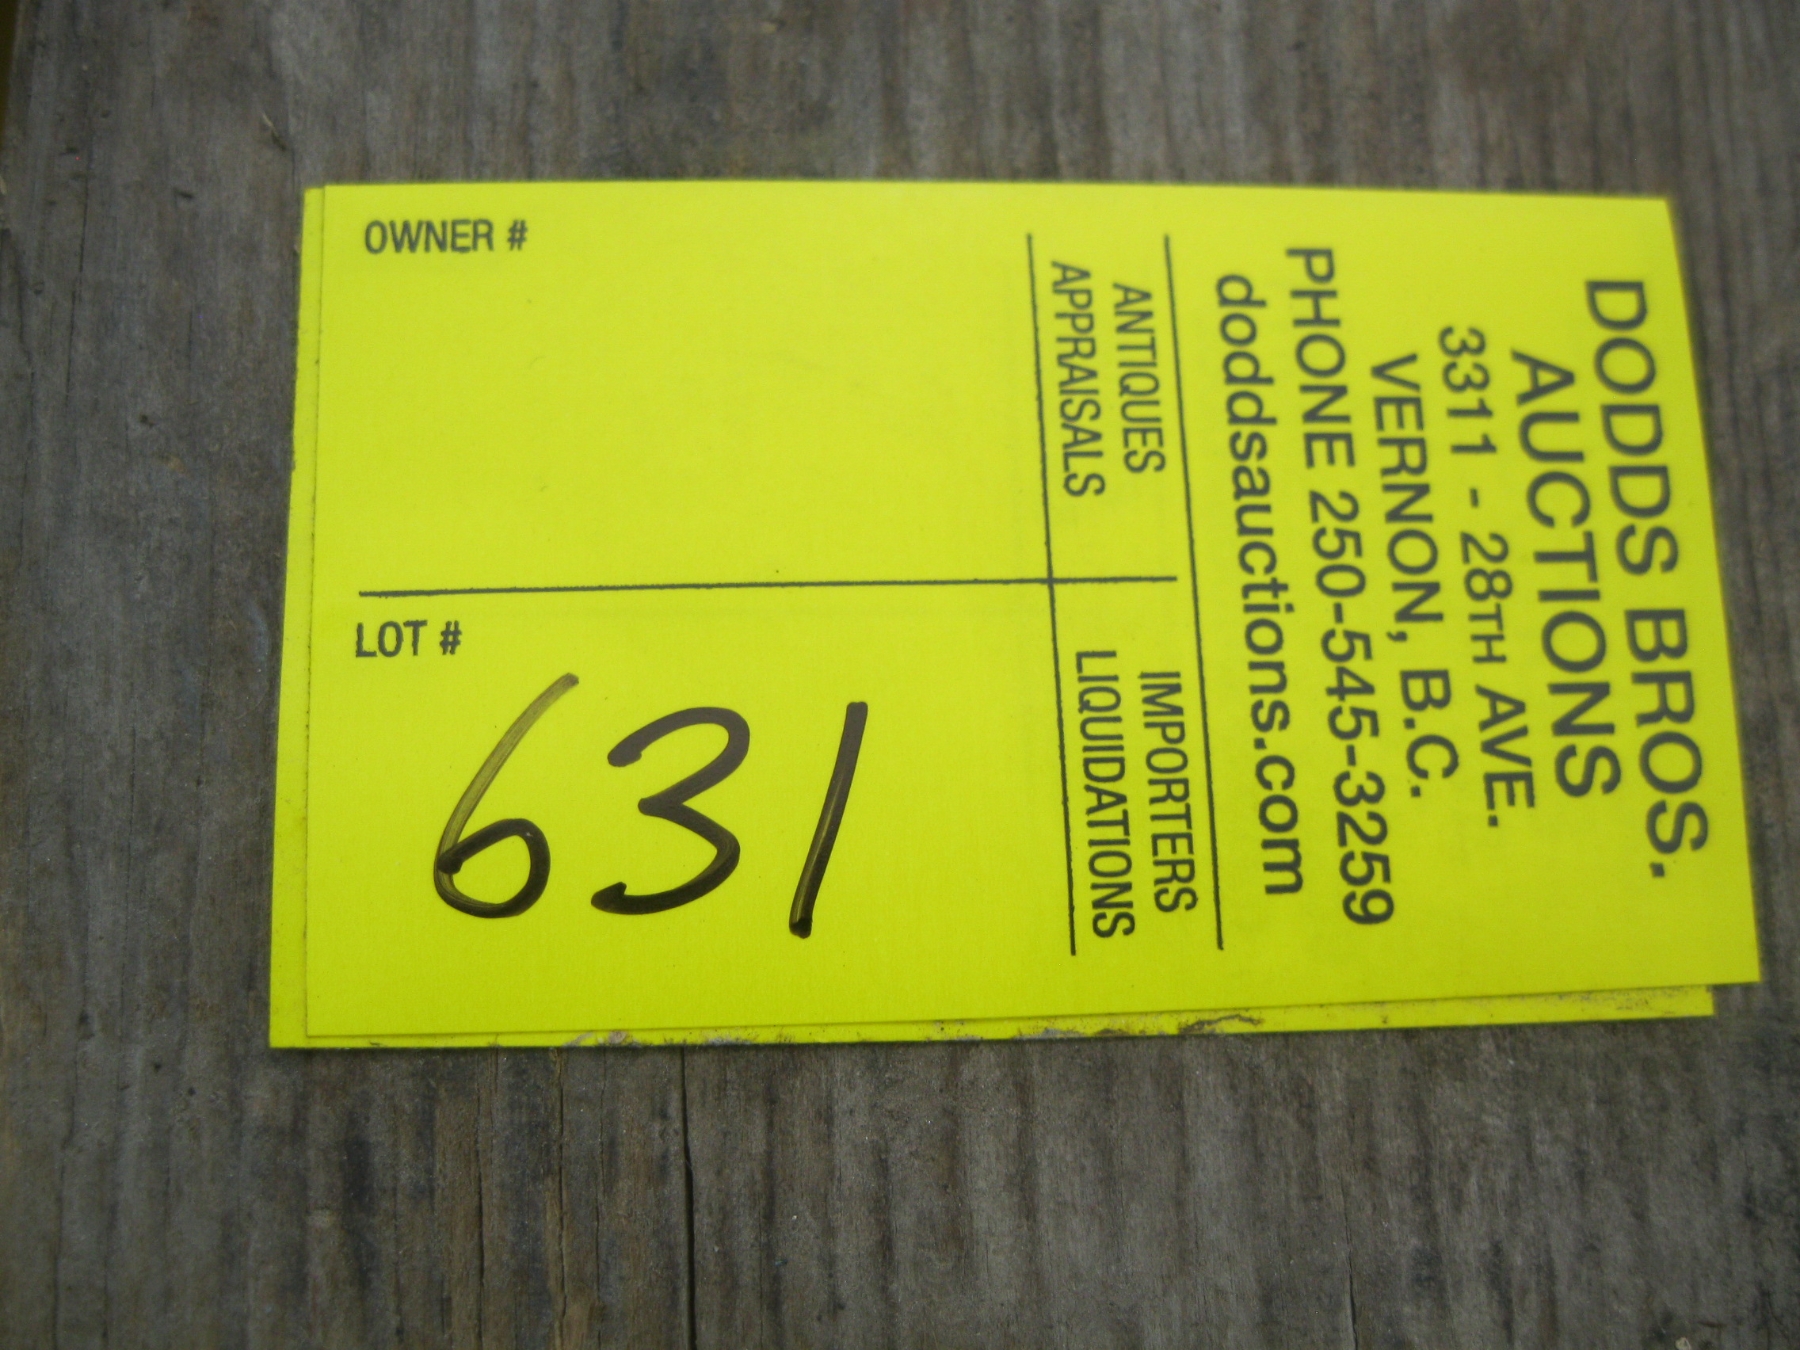 DODDS BROS.
AUCTIONS
3311 - 28TH AVE.
VERNON, B.C.
PHONE 250-545-3259
doddsauctions.com
ANTIQUES
APPRAISALS
IMPORTERS
LIQUIDATIONS
OWNER #
LOT #
631